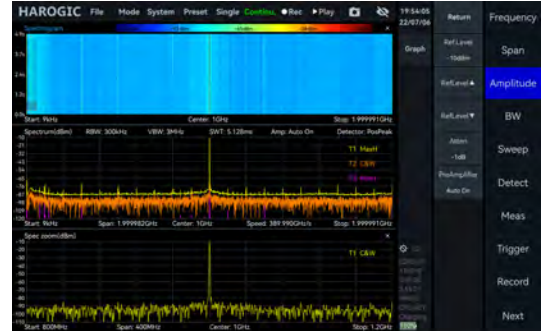 HAROGIC File Mode System Preset Single Continu. Rec Play
19:54:05
22/07/06
Return
Frequency
Spectrogram
Graph
Ref.Level
-10dBm
Span
RefLevel▲
Amplitude
Start: 9kHz Center: 1GHz Stop: 1.999991GHz
RefLevel▼
BW
Spectrum(dBm) RBW: 300kHz VBW: 3MHz SWT: 5.128ms Amp: Auto On Detector: PosPeak
T1 MaxH
T2 C&W
Atten
-1dB
Sweep
PreAmplifier
Auto On
Detect
Start: 9kHz Span: 1.999982GHz Center: 1GHz Speed: 389.990GHz/s Stop: 1.999991GHz
Meas
Spec zoom(dBm)
T1 C&W
Trigger
Record
Charging
Next
Start: 800MHz Span: 400MHz Center: 1GHz Stop: 1.2GHz